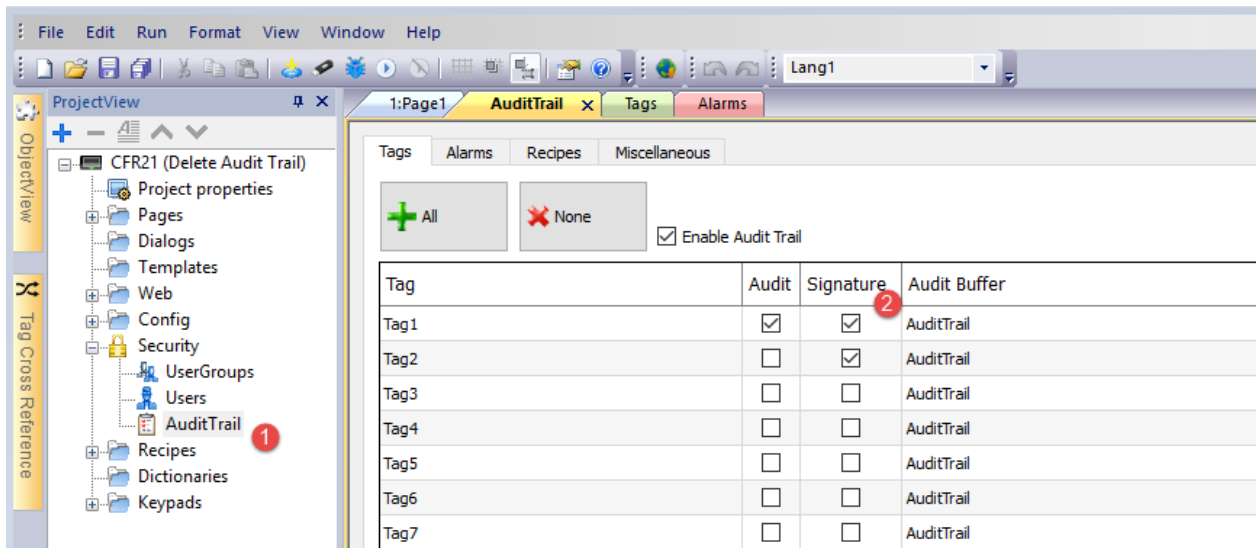 File Edit Run Format View Window Help
Lang1
ProjectView
1:Page1 AuditTrail Tags Alarms
ObjectView
Tag Cross Reference
CFR21 (Delete Audit Trail)
Project properties
Pages
Dialogs
Templates
Web
Config
Security
UserGroups
Users
AuditTrail 1
Recipes
Dictionaries
Keypads
Tags Alarms Recipes Miscellaneous
All None Enable Audit Trail
Tag Audit Signature 2 Audit Buffer
Tag1 AuditTrail
Tag2 AuditTrail
Tag3 AuditTrail
Tag4 AuditTrail
Tag5 AuditTrail
Tag6 AuditTrail
Tag7 AuditTrail